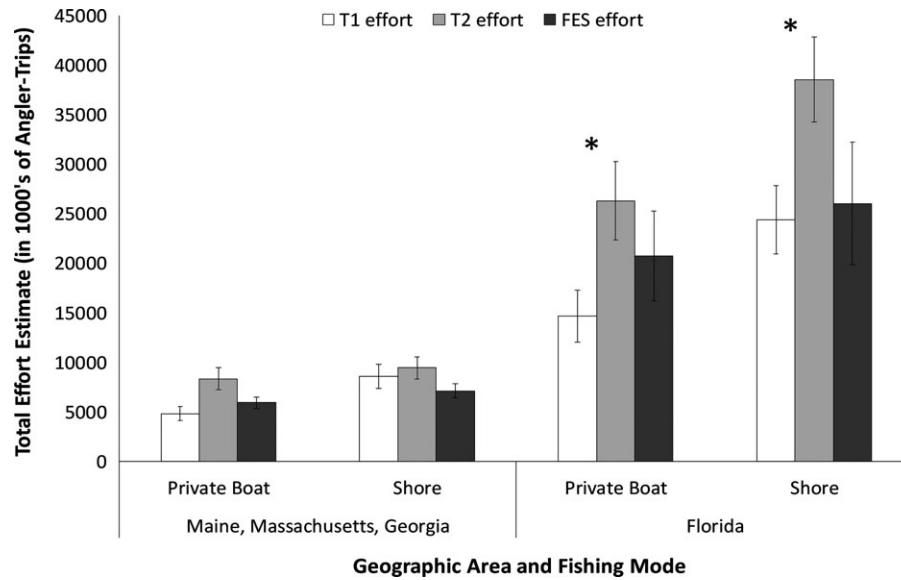 Total Effort Estimate (in 1000's of Angler-Trips)
45000
40000
35000
30000
25000
20000
15000
10000
5000
0
T1 effort T2 effort FES effort
*
*
Private Boat Shore Private Boat Shore
Maine, Massachusetts, Georgia Florida
Geographic Area and Fishing Mode